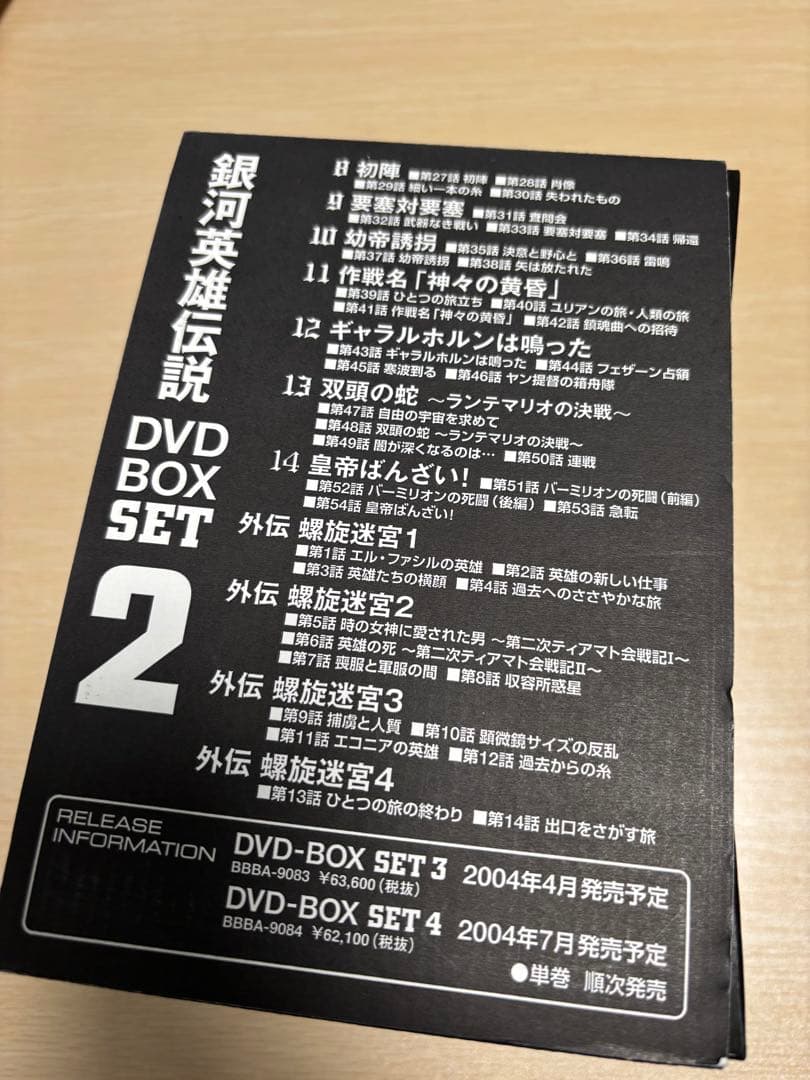 銀河英雄伝説
DVD
BOX
SET
2
8 初陣 ■第27話 初陣 ■第28話 肖像
■第29話 細い一本の糸 ■第30話 失われたもの
9 要塞対要塞 ■第31話 査問会
■第32話 武器なき戦い ■第33話 要塞対要塞 ■第34話 帰還
10 幼帝誘拐 ■第35話 決意と野心と ■第36話 雷鳴
■第37話 幼帝誘拐 ■第38話 矢は放たれた
11 作戦名「神々の黄昏」
■第39話 ひとつの旅立ち ■第40話 ユリアンの旅・人類の旅
■第41話 作戦名「神々の黄昏」 ■第42話 鎮魂曲への招待
12 ギャラルホルンは鳴った
■第43話 ギャラルホルンは鳴った ■第44話 フェザーン占領
■第45話 寒波到る ■第46話 ヤン提督の箱舟隊
13 双頭の蛇 ～ランテマリオの決戦～
■第47話 自由の宇宙を求めて
■第48話 双頭の蛇 ～ランテマリオの決戦～
■第49話 闇が深くなるのは… ■第50話 連戦
14 皇帝ばんざい! ■第51話 バーミリオンの死闘（前編）
■第52話 バーミリオンの死闘（後編） ■第53話 急転
■第54話 皇帝ばんざい!
外伝 螺旋迷宮1
■第1話 エル・ファシルの英雄 ■第2話 英雄の新しい仕事
■第3話 英雄たちの横顔 ■第4話 過去へのささやかな旅
外伝 螺旋迷宮2
■第5話 時の女神に愛された男 ～第二次ティアマト会戦記I～
■第6話 英雄の死 ～第二次ティアマト会戦記II～
■第7話 喪服と軍服の間 ■第8話 収容所惑星
外伝 螺旋迷宮3
■第9話 捕虜と人質 ■第10話 顕微鏡サイズの反乱
■第11話 エコニアの英雄 ■第12話 過去からの糸
外伝 螺旋迷宮4
■第13話 ひとつの旅の終わり ■第14話 出口をさがす旅
RELEASE
INFORMATION
DVD-BOX SET 3 2004年4月発売予定
BBBA-9083 ￥63,600（税抜）
DVD-BOX SET 4 2004年7月発売予定
BBBA-9084 ￥62,100（税抜）
●単巻 順次発売